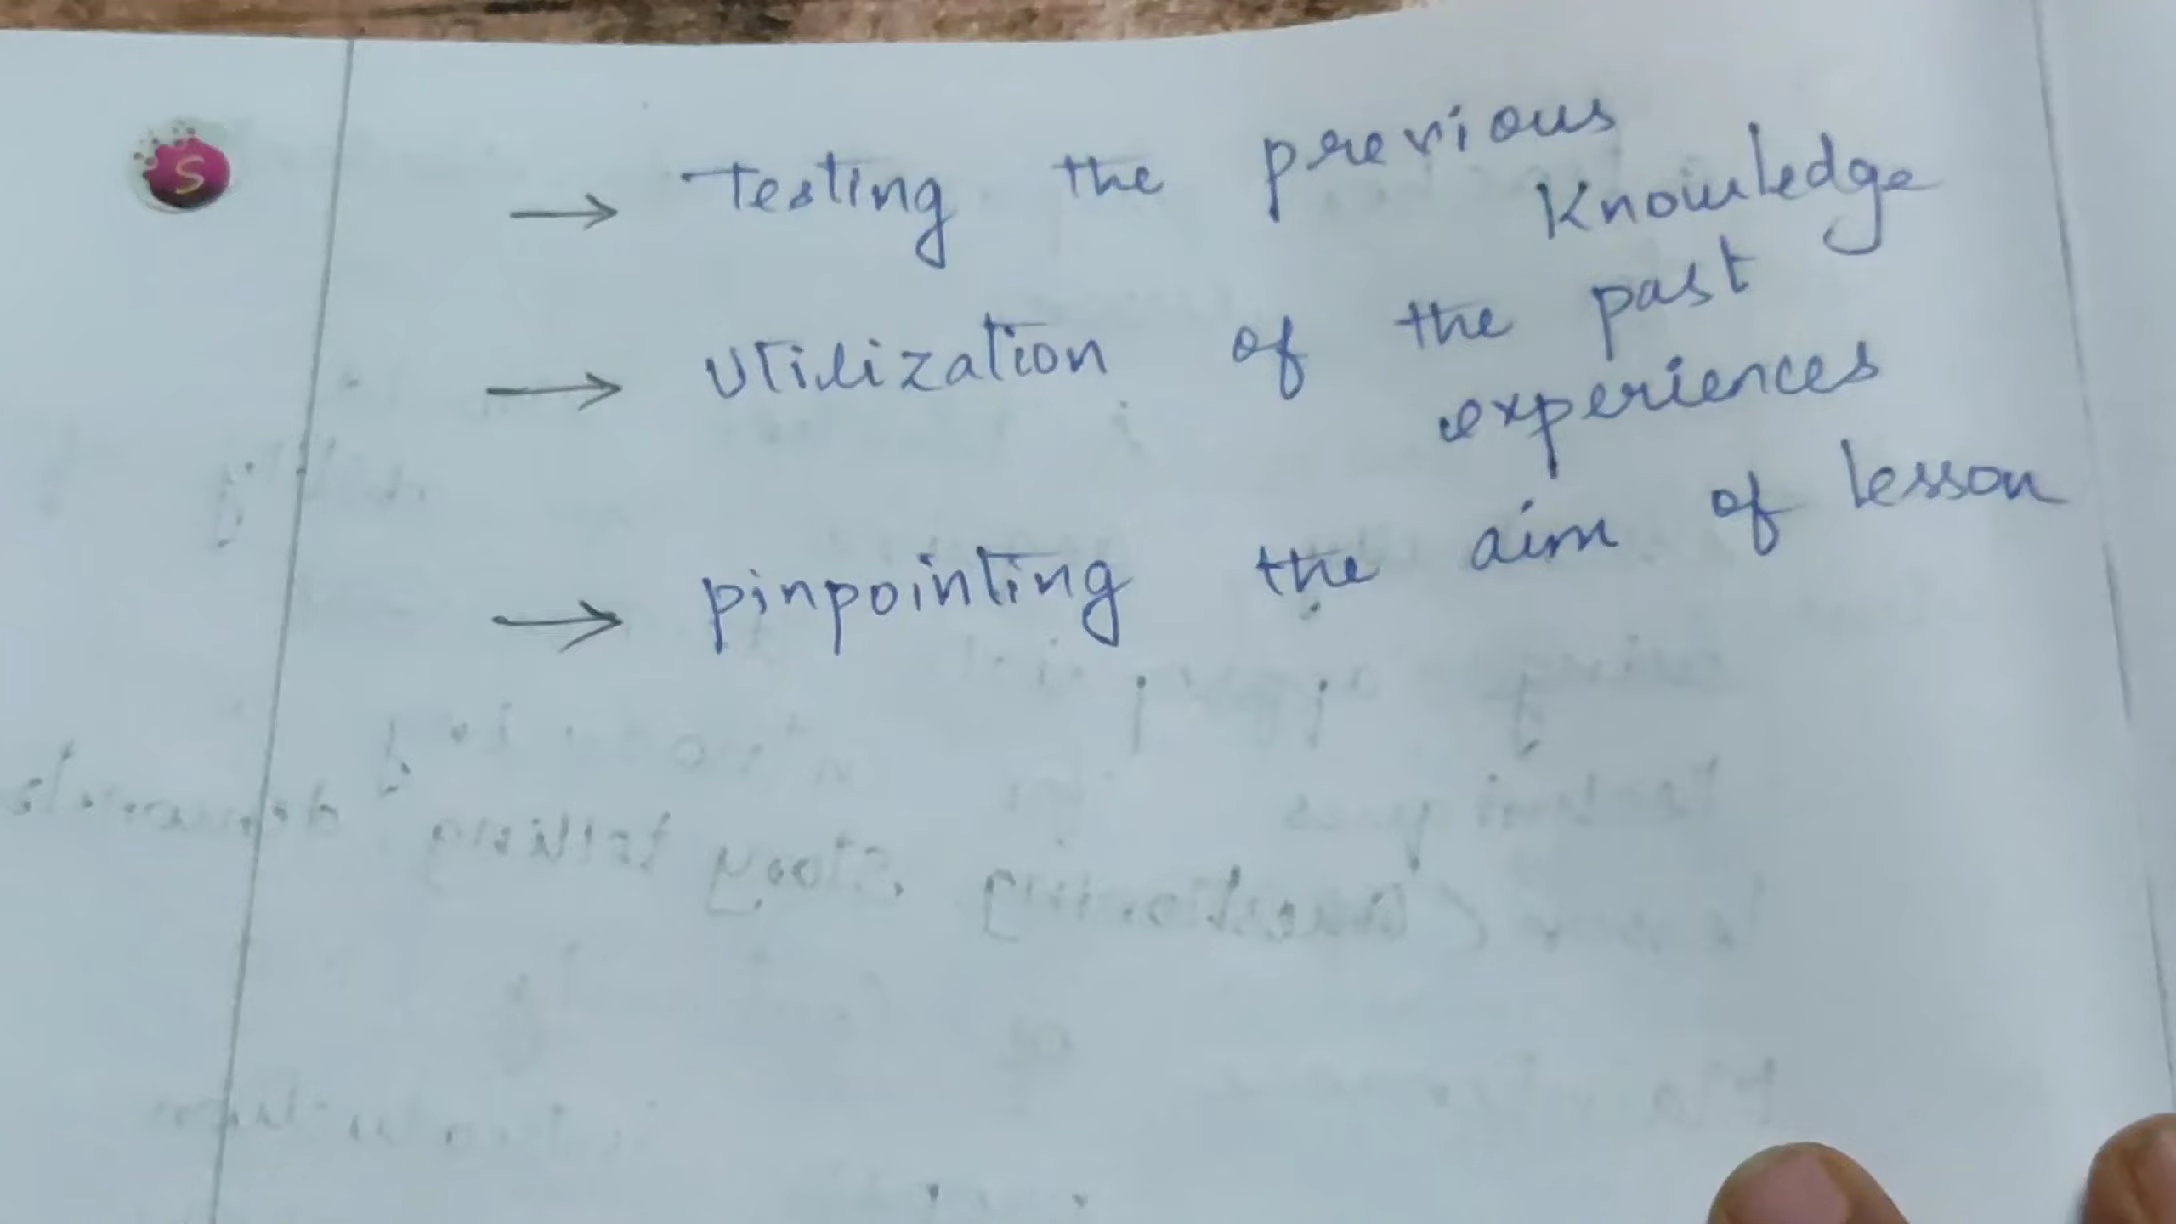 S
→ Testing the previous
Knowledge
→ Utilization of the past
experiences
→ pinpointing the aim of lesson